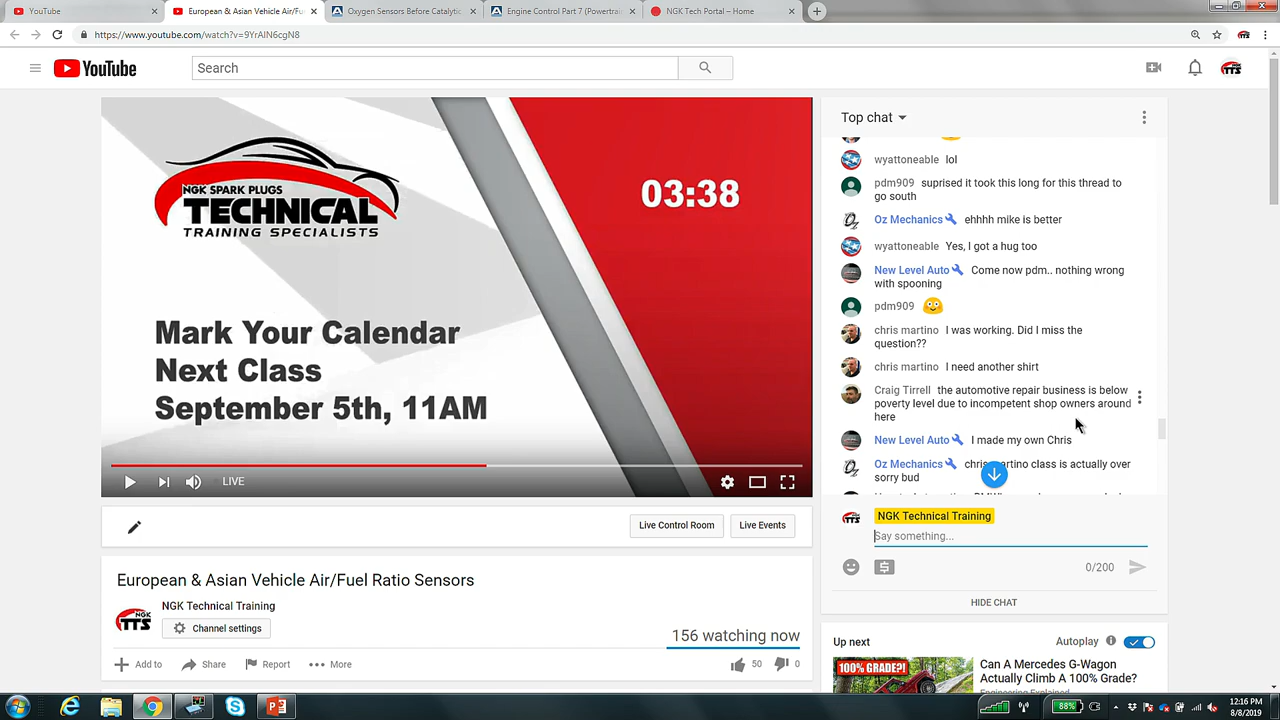 YouTube
European & Asian Vehicle Air/Fu
Oxygen Sensors Before Catalytic
Engine Control Part 7 (Powertrain
NGK Tech Portal – Home
https://www.youtube.com/watch?v=9YrAlN6cgN8
YouTube
Search
NGK SPARK PLUGS
TECHNICAL
TRAINING SPECIALISTS
03:38
Mark Your Calendar
Next Class
September 5th, 11AM
LIVE
Live Control Room
Live Events
European & Asian Vehicle Air/Fuel Ratio Sensors
NGK
TTS
NGK Technical Training
Channel settings
156 watching now
Add to
Share
Report
More
50
0
Top chat
wyattoneable lol
pdm909 suprised it took this long for this thread to
go south
Oz Mechanics ehhhh mike is better
wyattoneable Yes, I got a hug too
New Level Auto Come now pdm.. nothing wrong
with spooning
pdm909
chris martino I was working. Did I miss the
question??
chris martino I need another shirt
Craig Tirrell the automotive repair business is below
poverty level due to incompetent shop owners around
here
New Level Auto I made my own Chris
Oz Mechanics chris martino class is actually over
sorry bud
NGK Technical Training
Say something...
0/200
HIDE CHAT
Up next
Autoplay
100% GRADE?!
Can A Mercedes G-Wagon
Actually Climb A 100% Grade?
Engineering Explained
88%
12:16 PM
8/8/2019